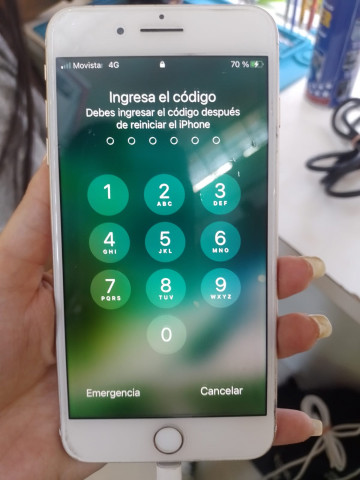 Movistar 4G 70 %
Ingresa el código
Debes ingresar el código después
de reiniciar el iPhone
1 2 3
ABC DEF
4 5 6
GHI JKL MNO
7 8 9
PQRS TUV WXYZ
0
Emergencia Cancelar